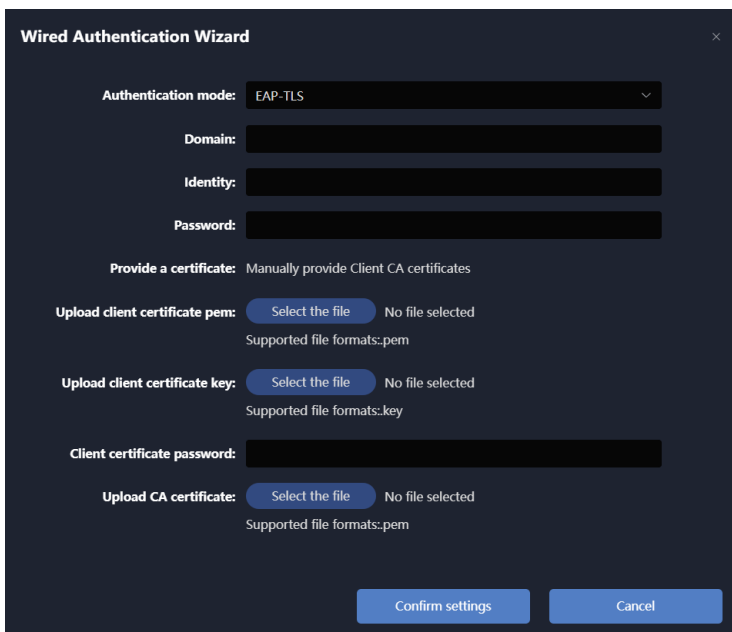 Wired Authentication Wizard ×
Authentication mode: EAP-TLS
Domain:
Identity:
Password:
Provide a certificate: Manually provide Client CA certificates
Upload client certificate pem: Select the file No file selected
Supported file formats:.pem
Upload client certificate key: Select the file No file selected
Supported file formats:.key
Client certificate password:
Upload CA certificate: Select the file No file selected
Supported file formats:.pem
Confirm settings Cancel